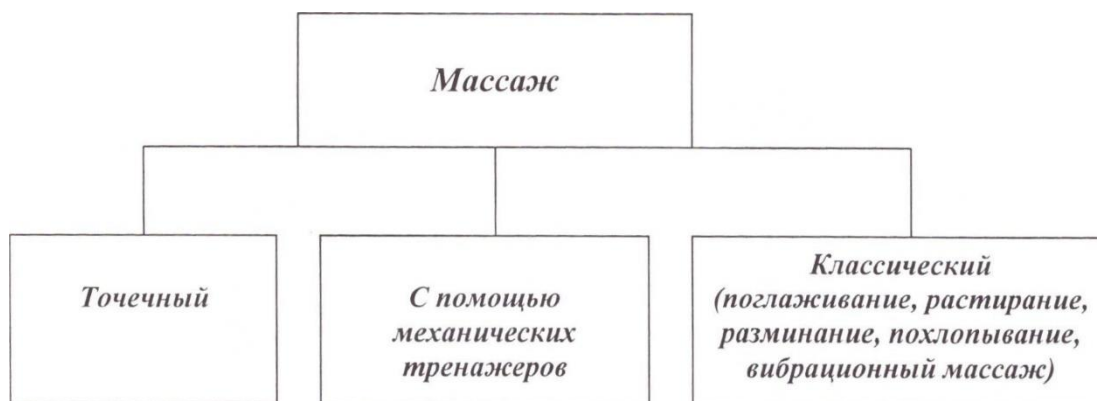 Массаж
Точечный
С помощью
механических
тренажеров
Классический
(поглаживание, растирание,
разминание, похлопывание,
вибрационный массаж)